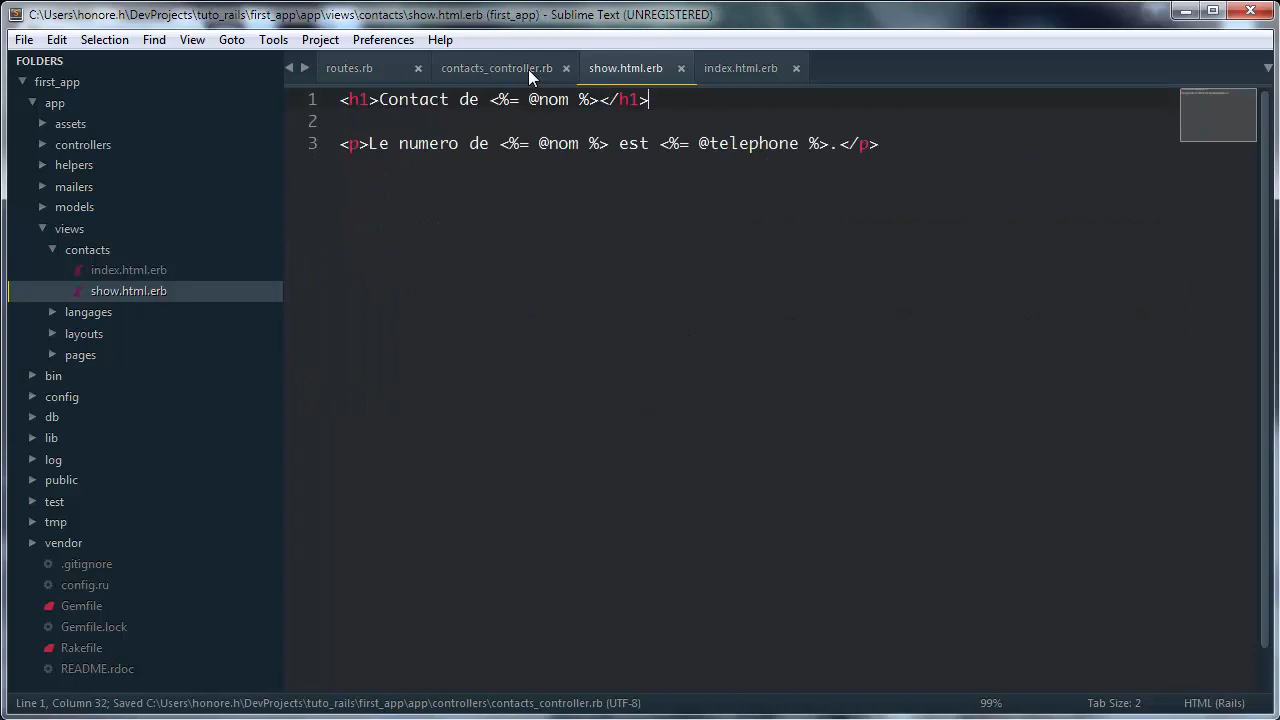 C:\Users\honore.h\DevProjects\tuto_rails\first_app\app\views\contacts\show.html.erb (first_app) - Sublime Text (UNREGISTERED)
File Edit Selection Find View Goto Tools Project Preferences Help
FOLDERS
first_app
app
assets
controllers
helpers
mailers
models
views
contacts
index.html.erb
show.html.erb
langages
layouts
pages
bin
config
db
lib
log
public
test
tmp
vendor
.gitignore
config.ru
Gemfile
Gemfile.lock
Rakefile
README.rdoc
routes.rb contacts_controller.rb show.html.erb index.html.erb
1 <h1>Contact de <%= @nom %></h1>
2
3 <p>Le numero de <%= @nom %> est <%= @telephone %>.</p>
Line 1, Column 32; Saved C:\Users\honore.h\DevProjects\tuto_rails\first_app\app\controllers\contacts_controller.rb (UTF-8) 99% Tab Size: 2 HTML (Rails)